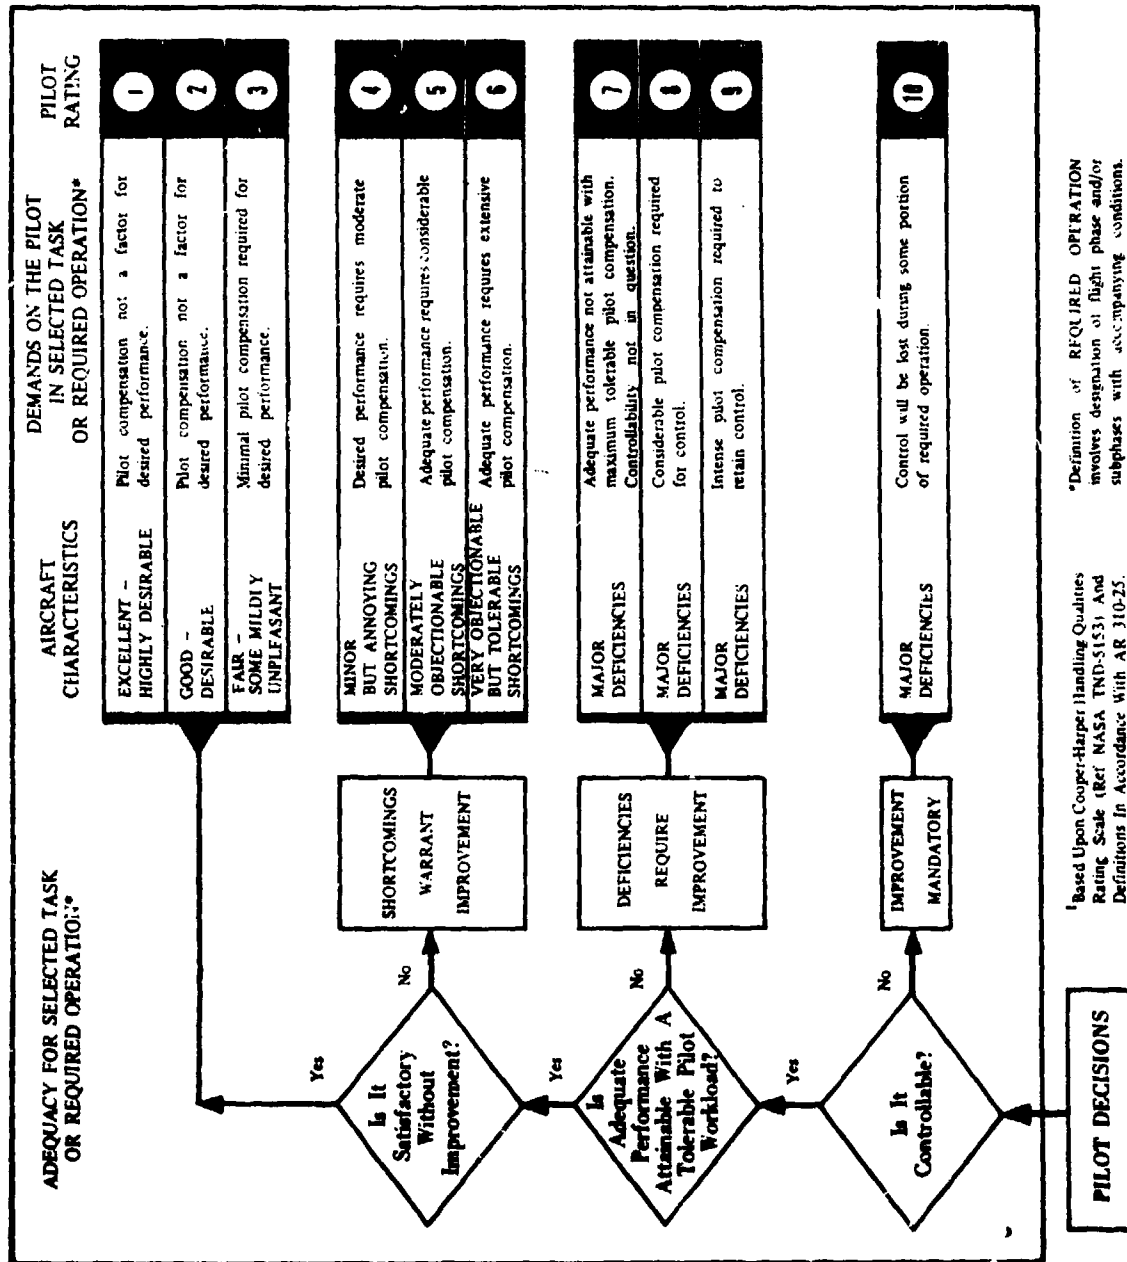 ADEQUACY FOR SELECTED TASK
OR REQUIRED OPERATION*
AIRCRAFT
CHARACTERISTICS
DEMANDS ON THE PILOT
IN SELECTED TASK
OR REQUIRED OPERATION*
PILOT
RATING
EXCELLENT –
HIGHLY DESIRABLE
Pilot compensation not a factor for
desired performance.
1
GOOD –
DESIRABLE
Pilot compensation not a factor for
desired performance.
2
FAIR –
SOME MILDLY
UNPLEASANT
Minimal pilot compensation required for
desired performance.
3
Yes
Is It
Satisfactory
Without
Improvement?
No
SHORTCOMINGS
WARRANT
IMPROVEMENT
MINOR
BUT ANNOYING
SHORTCOMINGS
Desired performance requires moderate
pilot compensation.
4
MODERATELY
OBJECTIONABLE
SHORTCOMINGS
Adequate performance requires considerable
pilot compensation.
5
VERY OBJECTIONABLE
BUT TOLERABLE
SHORTCOMINGS
Adequate performance requires extensive
pilot compensation.
6
Yes
Is
Adequate
Performance
Attainable With A
Tolerable Pilot
Workload?
No
DEFICIENCIES
REQUIRE
IMPROVEMENT
MAJOR
DEFICIENCIES
Adequate performance not attainable with
maximum tolerable pilot compensation.
Controllability not in question.
7
MAJOR
DEFICIENCIES
Considerable pilot compensation required
for control.
8
MAJOR
DEFICIENCIES
Intense pilot compensation required to
retain control.
9
Yes
Is It
Controllable?
No
IMPROVEMENT
MANDATORY
MAJOR
DEFICIENCIES
Control will be lost during some portion
of required operation.
10
PILOT DECISIONS
1Based Upon Cooper-Harper Handling Qualities
Rating Scale (Ref NASA TND-5153) And
Definitions In Accordance With AR 310-25.
*Definition of REQUIRED OPERATION
involves designation of flight phase and/or
subphases with accompanying conditions.